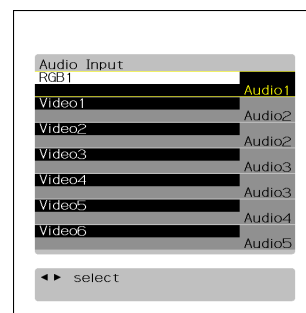 Audio Input
RGB1
Audio1
Video1
Audio2
Video2
Audio2
Video3
Audio3
Video4
Audio3
Video5
Audio4
Video6
Audio5
◄► select